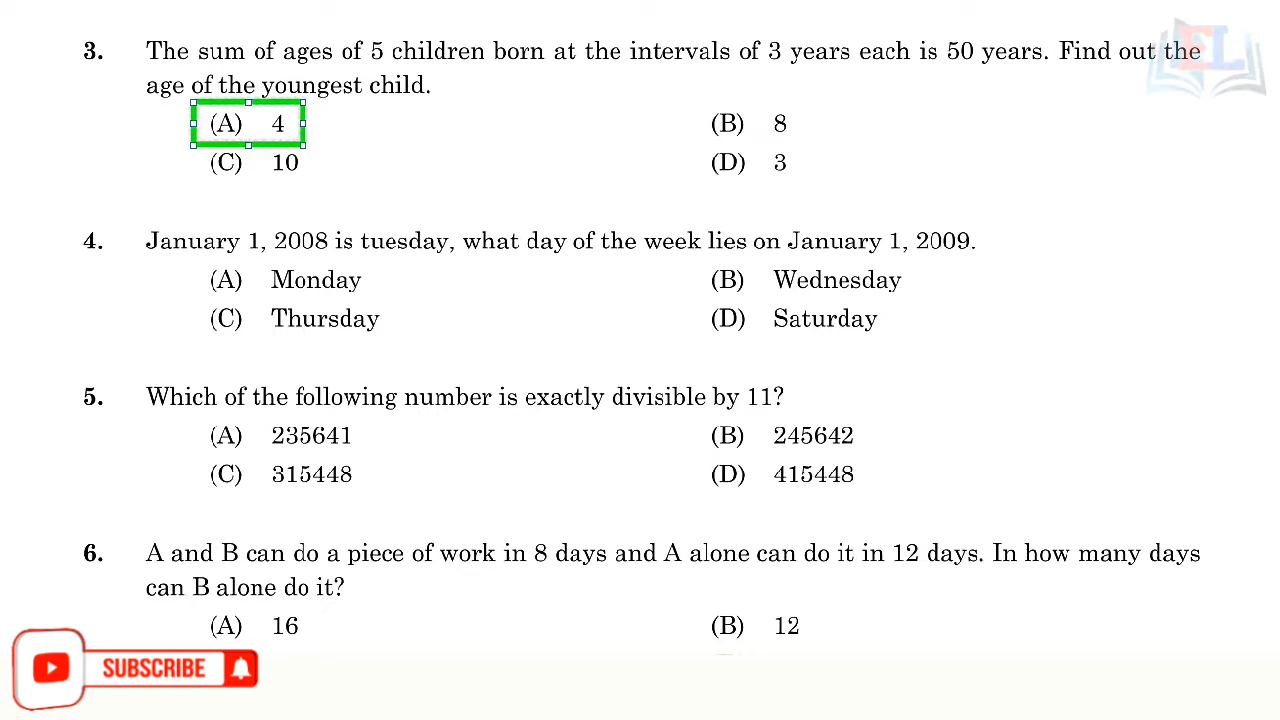 EL
3. The sum of ages of 5 children born at the intervals of 3 years each is 50 years. Find out the
age of the youngest child.
(A) 4 (B) 8
(C) 10 (D) 3
4. January 1, 2008 is tuesday, what day of the week lies on January 1, 2009.
(A) Monday (B) Wednesday
(C) Thursday (D) Saturday
5. Which of the following number is exactly divisible by 11?
(A) 235641 (B) 245642
(C) 315448 (D) 415448
6. A and B can do a piece of work in 8 days and A alone can do it in 12 days. In how many days
can B alone do it?
(A) 16 (B) 12
SUBSCRIBE